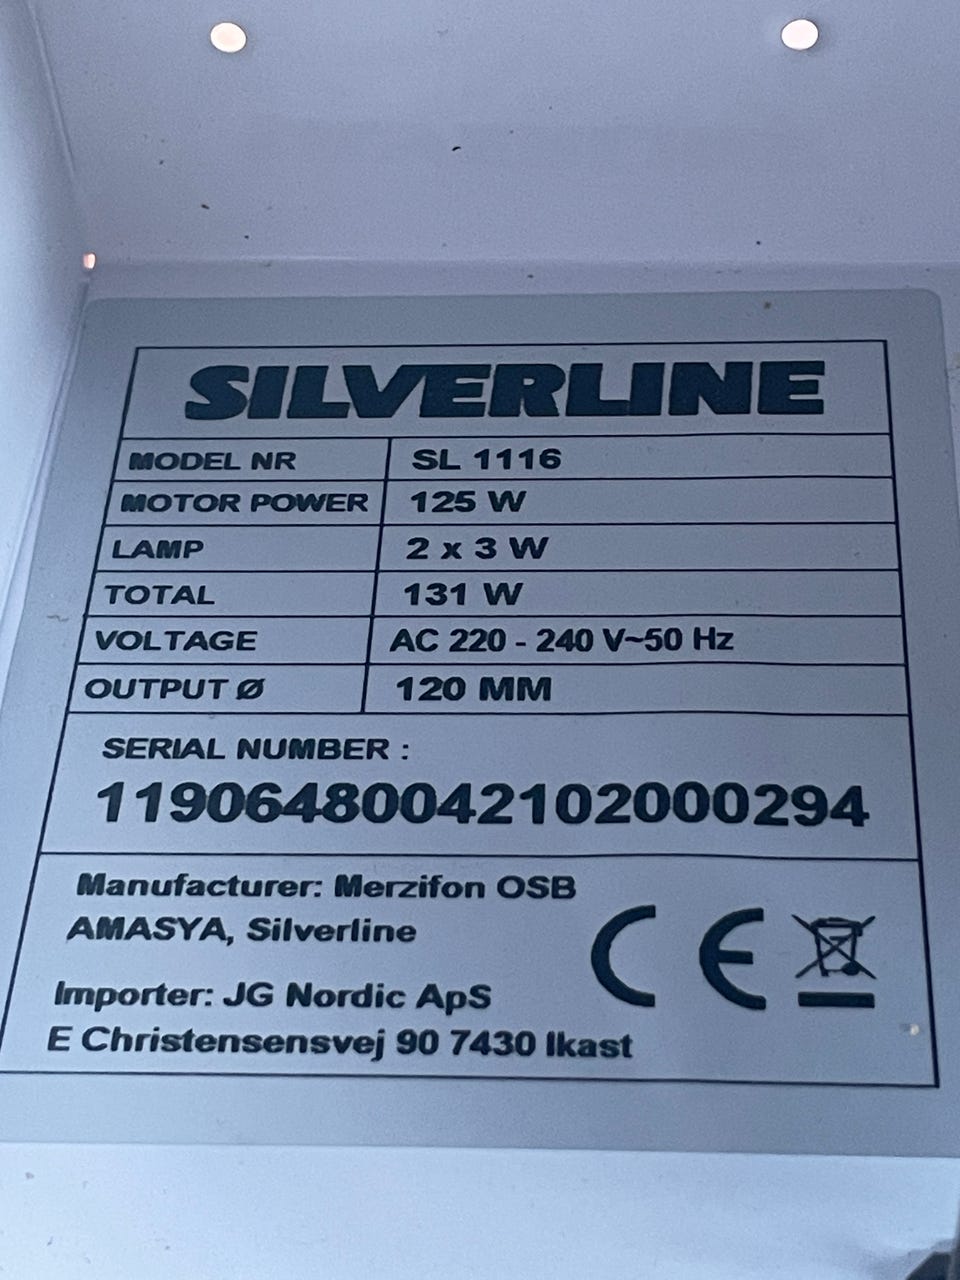 SILVERLINE
MODEL NR SL 1116
MOTOR POWER 125 W
LAMP 2 x 3 W
TOTAL 131 W
VOLTAGE AC 220 - 240 V~50 Hz
OUTPUT Ø 120 MM
SERIAL NUMBER :
11906480042102000294
Manufacturer: Merzifon OSB
AMASYA, Silverline
CE
Importer: JG Nordic ApS
E Christensensvej 90 7430 Ikast